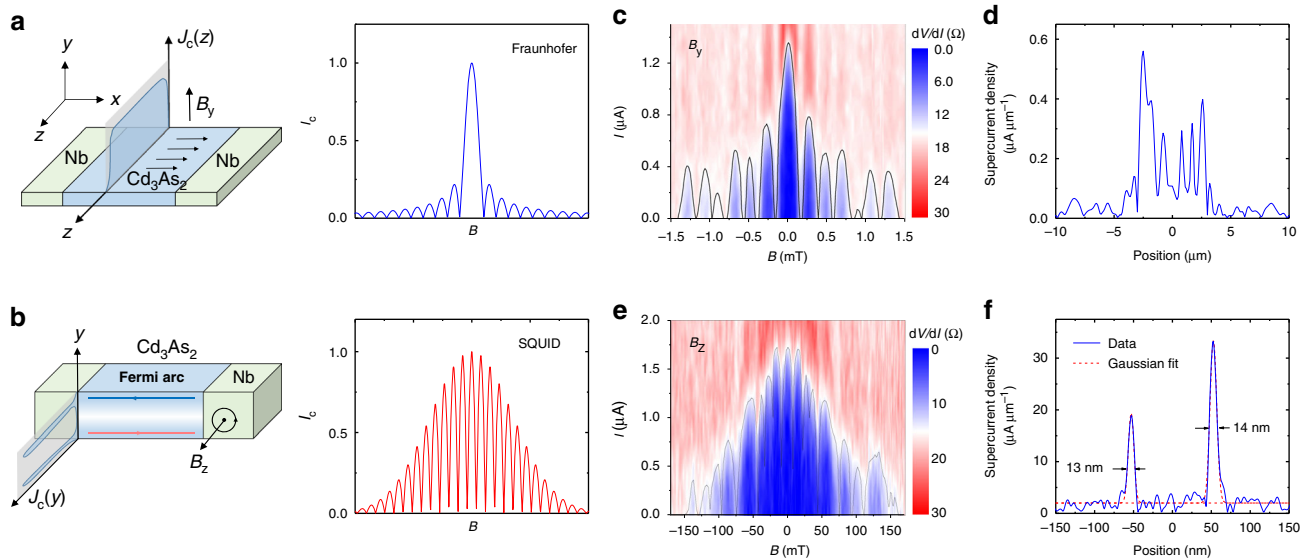 a
y
x
z
J_c(z)
B_y
Nb
Cd₃As₂
Nb
z
Fraunhofer
I_c
1.0
0.5
0.0
B
c
B_y
I (µA)
1.2
0.8
0.4
0.0
−1.5 −1.0 −0.5 0.0 0.5 1.0 1.5
B (mT)
dV/dI (Ω)
0.0
6.0
12
18
24
30
d
Supercurrent density
(µA µm⁻¹)
0.6
0.4
0.2
0.0
−10 −5 0 5 10
Position (µm)
b
y
Cd₃As₂
Fermi arc
Nb
B_z
J_c(y)
SQUID
I_c
1.0
0.5
0.0
B
e
B_Z
I (µA)
2.0
1.5
1.0
0.5
0.0
−150 −100 −50 0 50 100 150
B (mT)
dV/dI (Ω)
0
10
20
30
f
Data
Gaussian fit
Supercurrent density
(µA µm⁻¹)
30
20
10
0
14 nm
13 nm
−150 −100 −50 0 50 100 150
Position (nm)